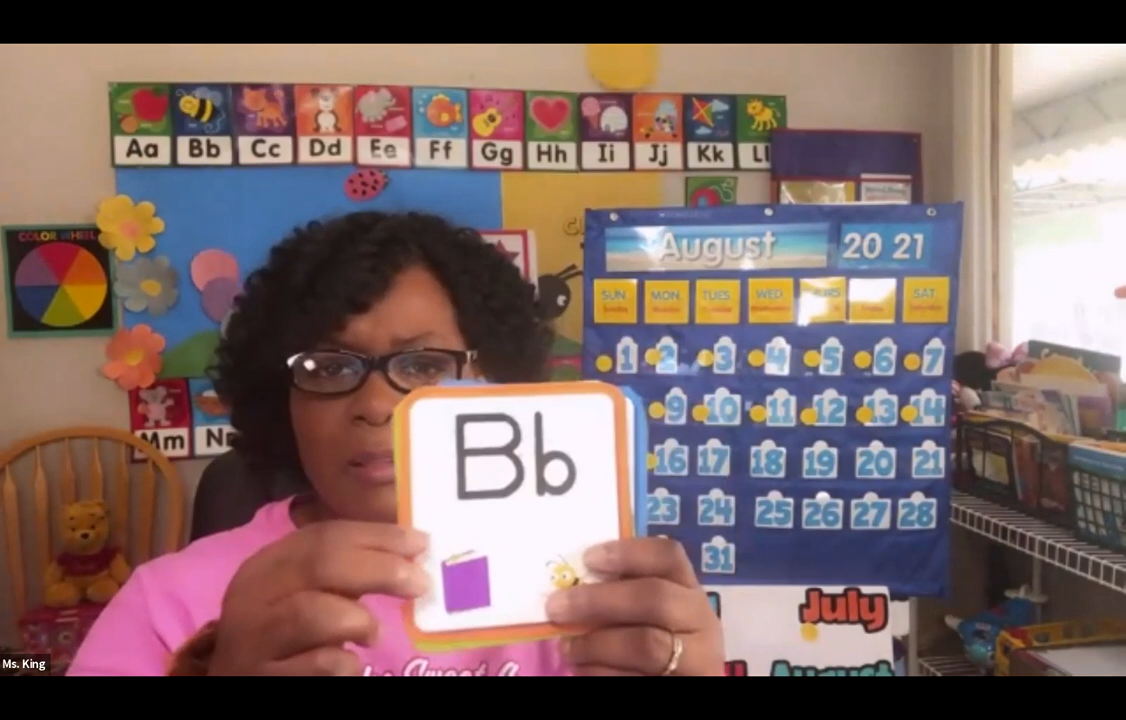 Aa Bb Cc Dd Ee Ff Gg Hh Ii Jj Kk Ll
COLOR WHEEL
August 20 21
SUN. MON. TUES. WED. SAT.
1 2 3 4 5 6 7
9 10 11 12 13 14
16 17 18 19 20 21
23 24 25 26 27 28
31
Mm
Bb
July
August
Ms. King